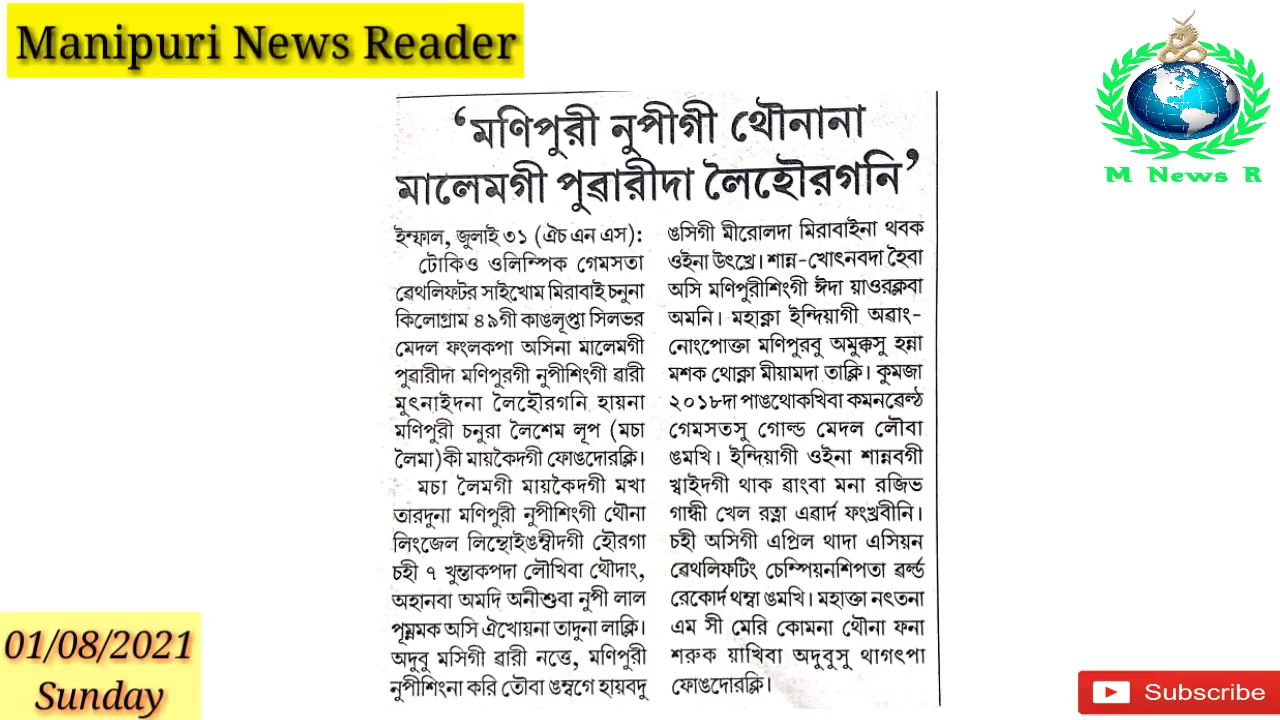 Manipuri News Reader
M News R
‘মণিপুরী নুপীগী থৌনানা
মালেমগী পুৱারীদা লৈহৌরগনি’
ইম্ফাল, জুলাই ৩১ (ঐচ এন এস):
টোকিও ওলিম্পিক গেমসতা
ৱেথলিফটর সাইখোম মিরাবাই চনুনা
কিলোগ্রাম ৪৯গী কাঙলূপ্তা সিলভর
মেদল ফংলকপা অসিনা মালেমগী
পুৱারীদা মণিপুরগী নুপীশিংগী ৱারী
মুৎনাইদনা লৈহৌরগনি হায়না
মণিপুরী চনুরা লৈশেম লূপ (মচা
লৈমা)কী মায়কৈদগী ফোঙদোরক্লি।
মচা লৈমগী মায়কৈদগী মখা
তারদুনা মণিপুরী নুপীশিংগী থৌনা
লিংজেল লিন্থোইঙম্বীদগী হৌরগা
চহী ৭ খুন্তাকপদা লৌখিবা থৌদাং,
অহানবা অমদি অনীশুবা নুপী লাল
পুম্নমক অসি ঐখোয়না তাদুনা লাক্লি।
অদুবু মসিগী ৱারী নত্তে, মণিপুরী
নুপীশিংনা করি তৌবা ঙম্বগে হায়বদু
ঙসিগী মীরোলদা মিরাবাইনা থবক
ওইনা উৎখ্রে। শান্ন-খোৎনবদা হৈবা
অসি মণিপুরীশিংগী ঈদা য়াওরক্লবা
অমনি। মহাক্না ইন্দিয়াগী অৱাং-
নোংপোক্তা মণিপুরবু অমুক্কসু হন্না
মশক থোক্না মীয়ামদা তাক্লি। কুমজা
২০১৮দা পাঙথোকখিবা কমনৱেল্থ
গেমসতসু গোল্ড মেদল লৌবা
ঙমখি। ইন্দিয়াগী ওইনা শান্নবগী
খ্বাইদগী থাক ৱাংবা মনা রজিভ
গান্ধী খেল রত্না এৱার্দ ফংখ্রবীনি।
চহী অসিগী এপ্রিল থাদা এসিয়ন
ৱেথলিফটিং চেম্পিয়নশিপতা ৱর্ল্ড
রেকোর্দ থম্বা ঙমখি। মহাক্তা নৎতনা
এম সী মেরি কোমনা থৌনা ফনা
শরুক য়াখিবা অদুবুসু থাগৎপা
ফোঙদোরক্লি।
01/08/2021
Sunday
Subscribe